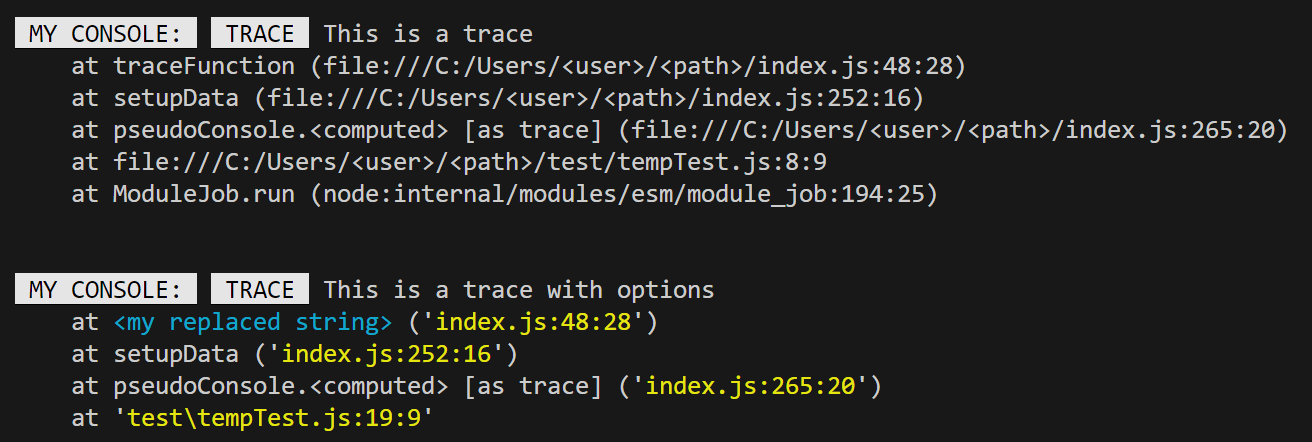 MY CONSOLE: TRACE This is a trace
at traceFunction (file:///C:/Users/<user>/<path>/index.js:48:28)
at setupData (file:///C:/Users/<user>/<path>/index.js:252:16)
at pseudoConsole.<computed> [as trace] (file:///C:/Users/<user>/<path>/index.js:265:20)
at file:///C:/Users/<user>/<path>/test/tempTest.js:8:9
at ModuleJob.run (node:internal/modules/esm/module_job:194:25)
MY CONSOLE: TRACE This is a trace with options
at <my replaced string> ('index.js:48:28')
at setupData ('index.js:252:16')
at pseudoConsole.<computed> [as trace] ('index.js:265:20')
at 'test\tempTest.js:19:9'